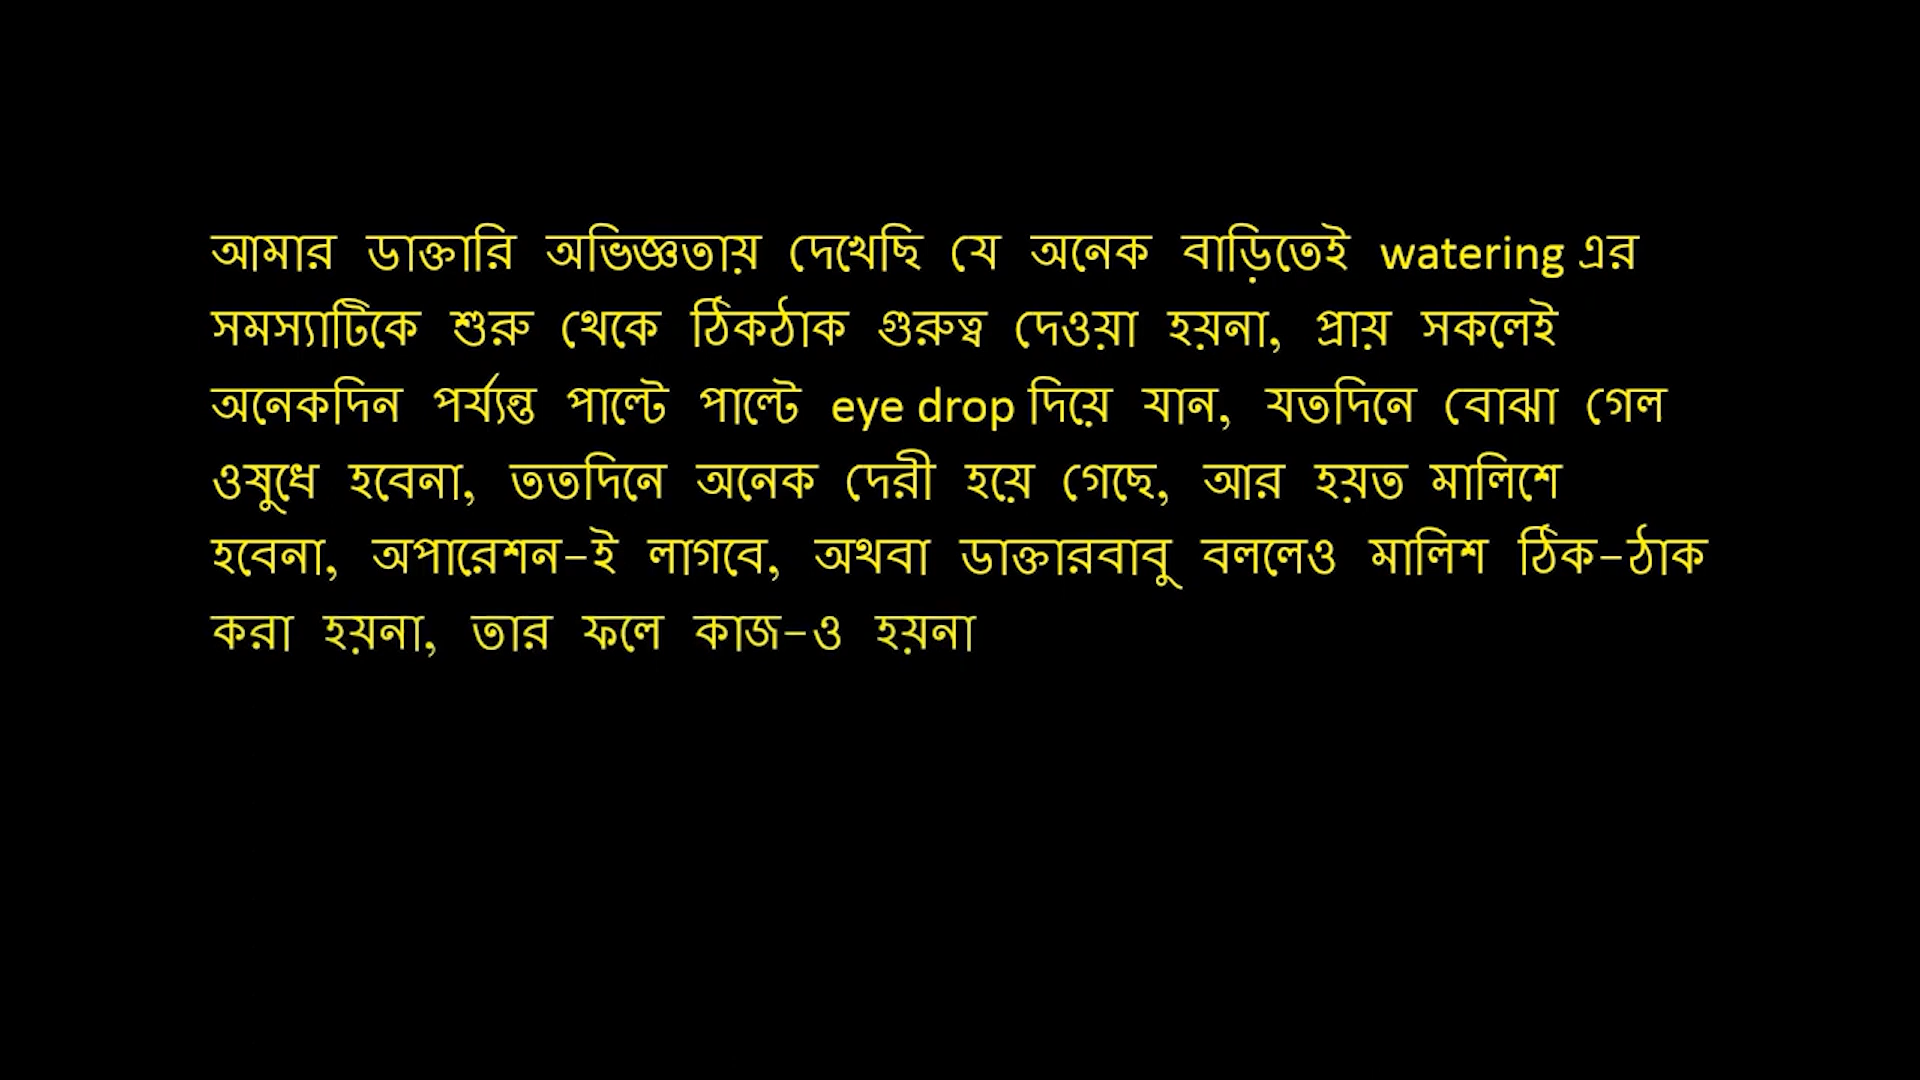 আমার ডাক্তারি অভিজ্ঞতায় দেখেছি যে অনেক বাড়িতেই watering এর
সমস্যাটিকে শুরু থেকে ঠিকঠাক গুরুত্ব দেওয়া হয়না, প্রায় সকলেই
অনেকদিন পর্য্যন্ত পাল্টে পাল্টে eye drop দিয়ে যান, যতদিনে বোঝা গেল
ওষুধে হবেনা, ততদিনে অনেক দেরী হয়ে গেছে, আর হয়ত মালিশে
হবেনা, অপারেশন-ই লাগবে, অথবা ডাক্তারবাবু বললেও মালিশ ঠিক-ঠাক
করা হয়না, তার ফলে কাজ-ও হয়না